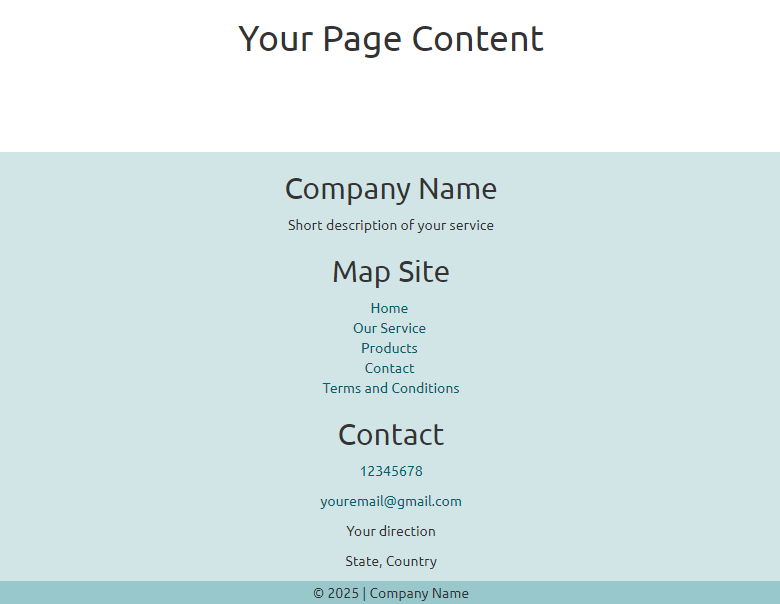 Your Page Content
Company Name
Short description of your service
Map Site
Home
Our Service
Products
Contact
Terms and Conditions
Contact
12345678
youremail@gmail.com
Your direction
State, Country
© 2025 | Company Name